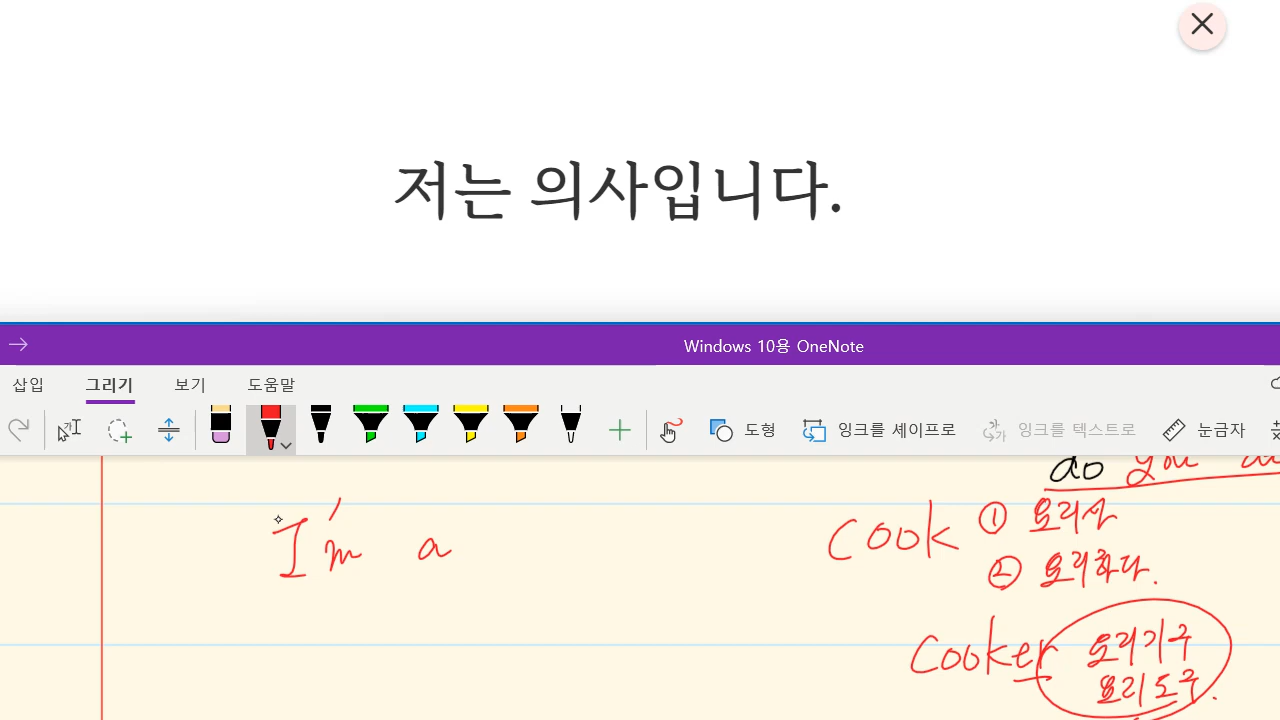 저는 의사입니다.
Windows 10용 OneNote
삽입 그리기 보기 도움말
도형 잉크를 셰이프로 잉크를 텍스트로 눈금자
do you
I'm a cook ① 요리사
② 요리하다.
Cooker 요리기구
요리도구.